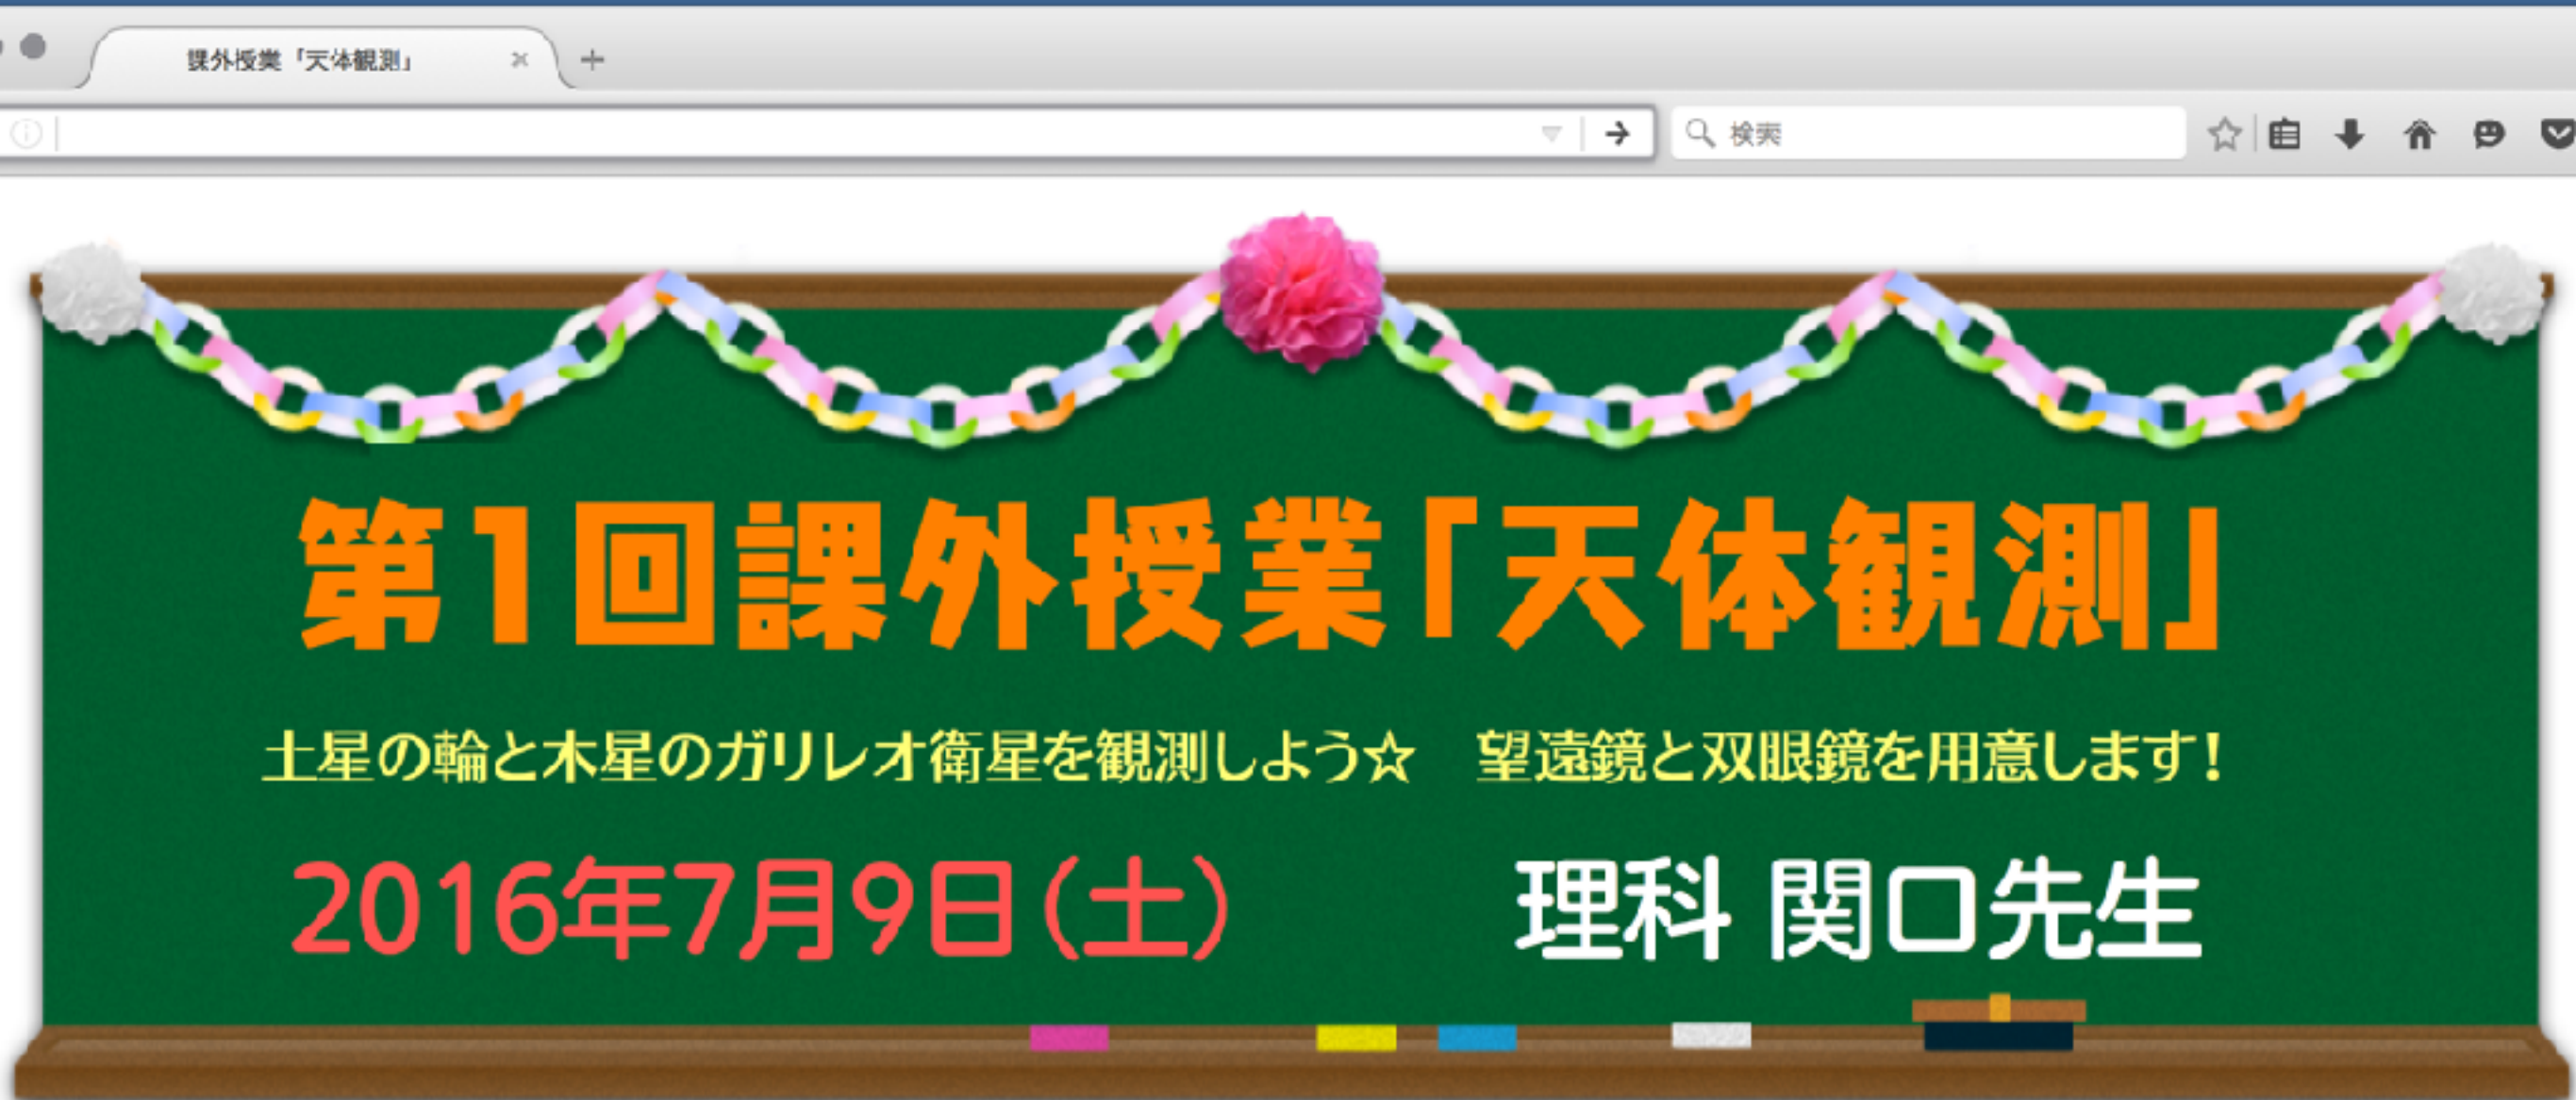 課外授業「天体観測」
検索
第1回課外授業「天体観測」
土星の輪と木星のガリレオ衛星を観測しよう☆　望遠鏡と双眼鏡を用意します!
2016年7月9日(土)　理科 関口先生